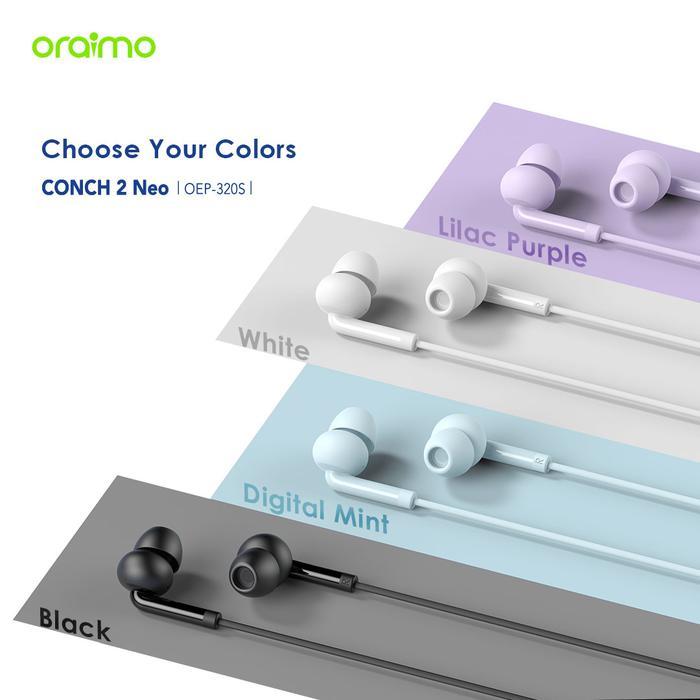 oraimo
Choose Your Colors
CONCH 2 Neo | OEP-320S |
Lilac Purple
White
Digital Mint
Black